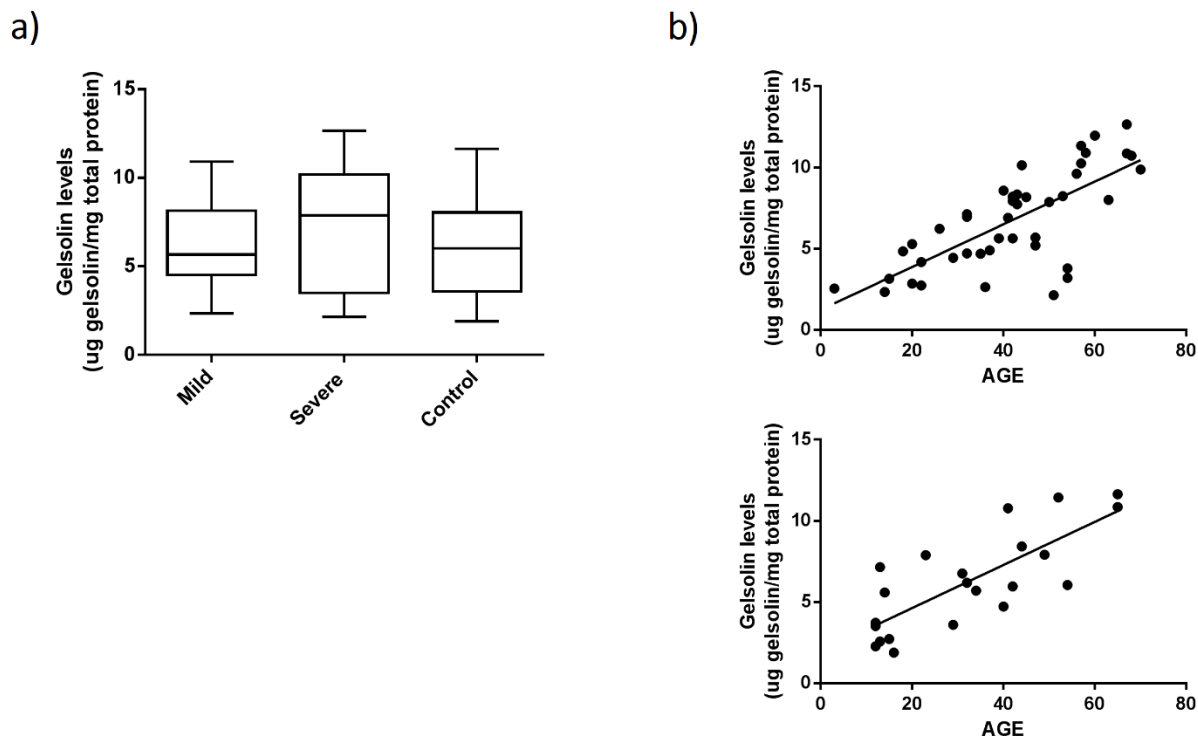 a)
Gelsolin levels
(ug gelsolin/mg total protein)
15
10
5
0
Mild
Severe
Control
b)
Gelsolin levels
(ug gelsolin/mg total protein)
15
10
5
0
0
20
40
60
80
AGE
Gelsolin levels
(ug gelsolin/mg total protein)
15
10
5
0
0
20
40
60
80
AGE